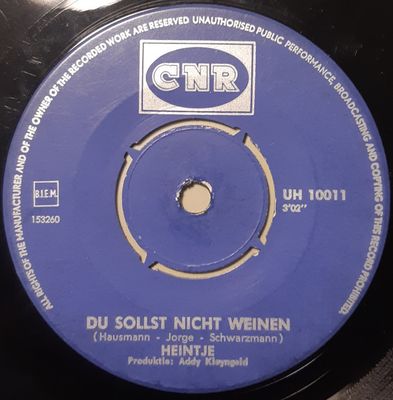 ALL RIGHTS OF THE MANUFACTURER AND OF THE OWNER OF THE RECORDED WORK ARE RESERVED UNAUTHORISED PUBLIC PERFORMANCE, BROADCASTING AND COPYING OF THIS RECORD PROHIBITED.
CNR
B.I.E.M.
153260
UH 10011
3'02"
DU SOLLST NICHT WEINEN
(Hausmann - Jorge - Schwarzmann)
HEINTJE
Produktie: Addy Kleyngeld